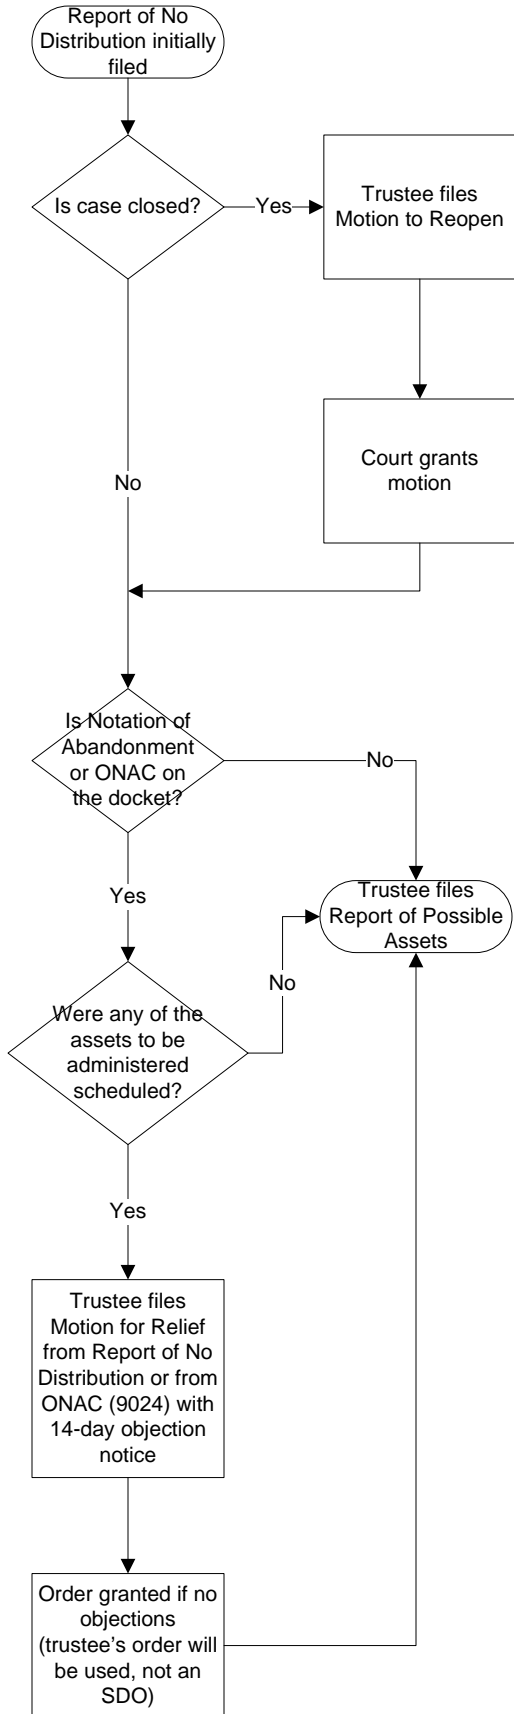 Report of No
Distribution initially
filed
Is case closed?
Yes
Trustee files
Motion to Reopen
Court grants
motion
No
Is Notation of
Abandonment
or ONAC on
the docket?
No
Yes
Trustee files
Report of Possible
Assets
No
Were any of the
assets to be
administered
scheduled?
Yes
Trustee files
Motion for Relief
from Report of No
Distribution or from
ONAC (9024) with
14-day objection
notice
Order granted if no
objections
(trustee’s order will
be used, not an
SDO)